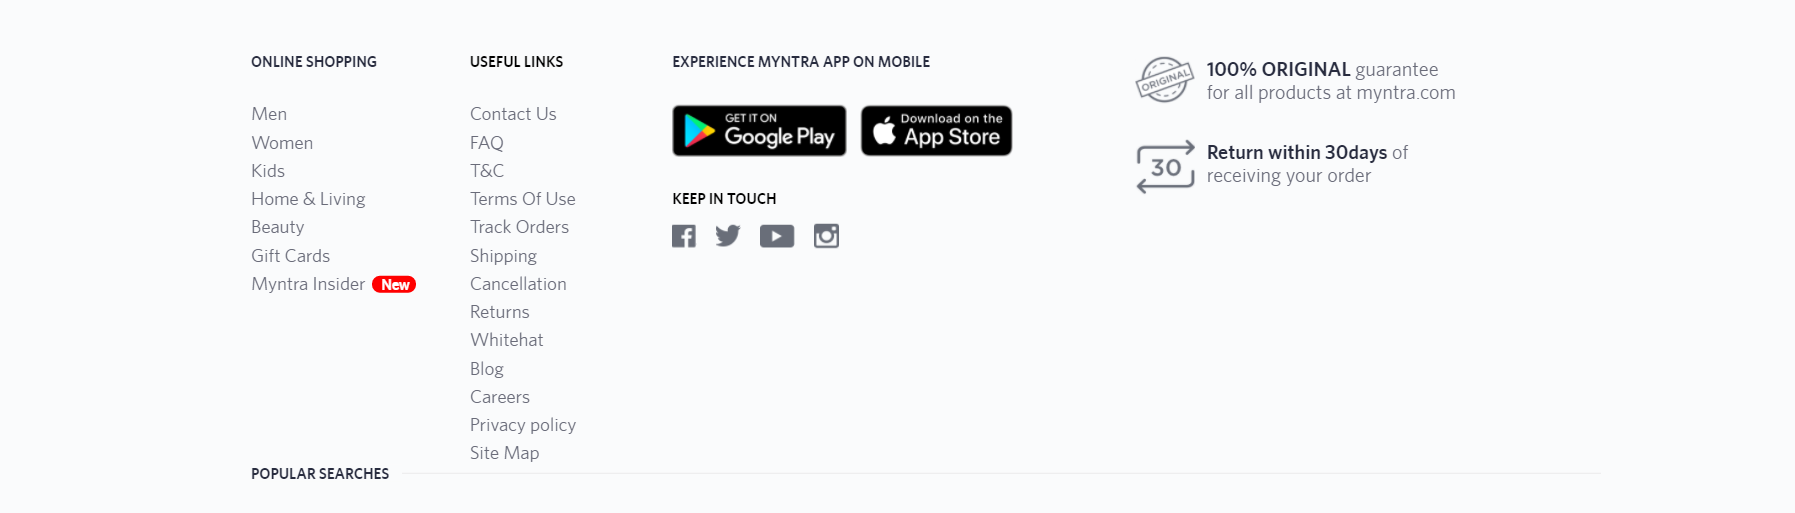 ONLINE SHOPPING
Men
Women
Kids
Home & Living
Beauty
Gift Cards
Myntra Insider New
USEFUL LINKS
Contact Us
FAQ
T&C
Terms Of Use
Track Orders
Shipping
Cancellation
Returns
Whitehat
Blog
Careers
Privacy policy
Site Map
EXPERIENCE MYNTRA APP ON MOBILE
GET IT ON
Google Play
Download on the
App Store
KEEP IN TOUCH
ORIGINAL
100% ORIGINAL guarantee
for all products at myntra.com
30
Return within 30days of
receiving your order
POPULAR SEARCHES